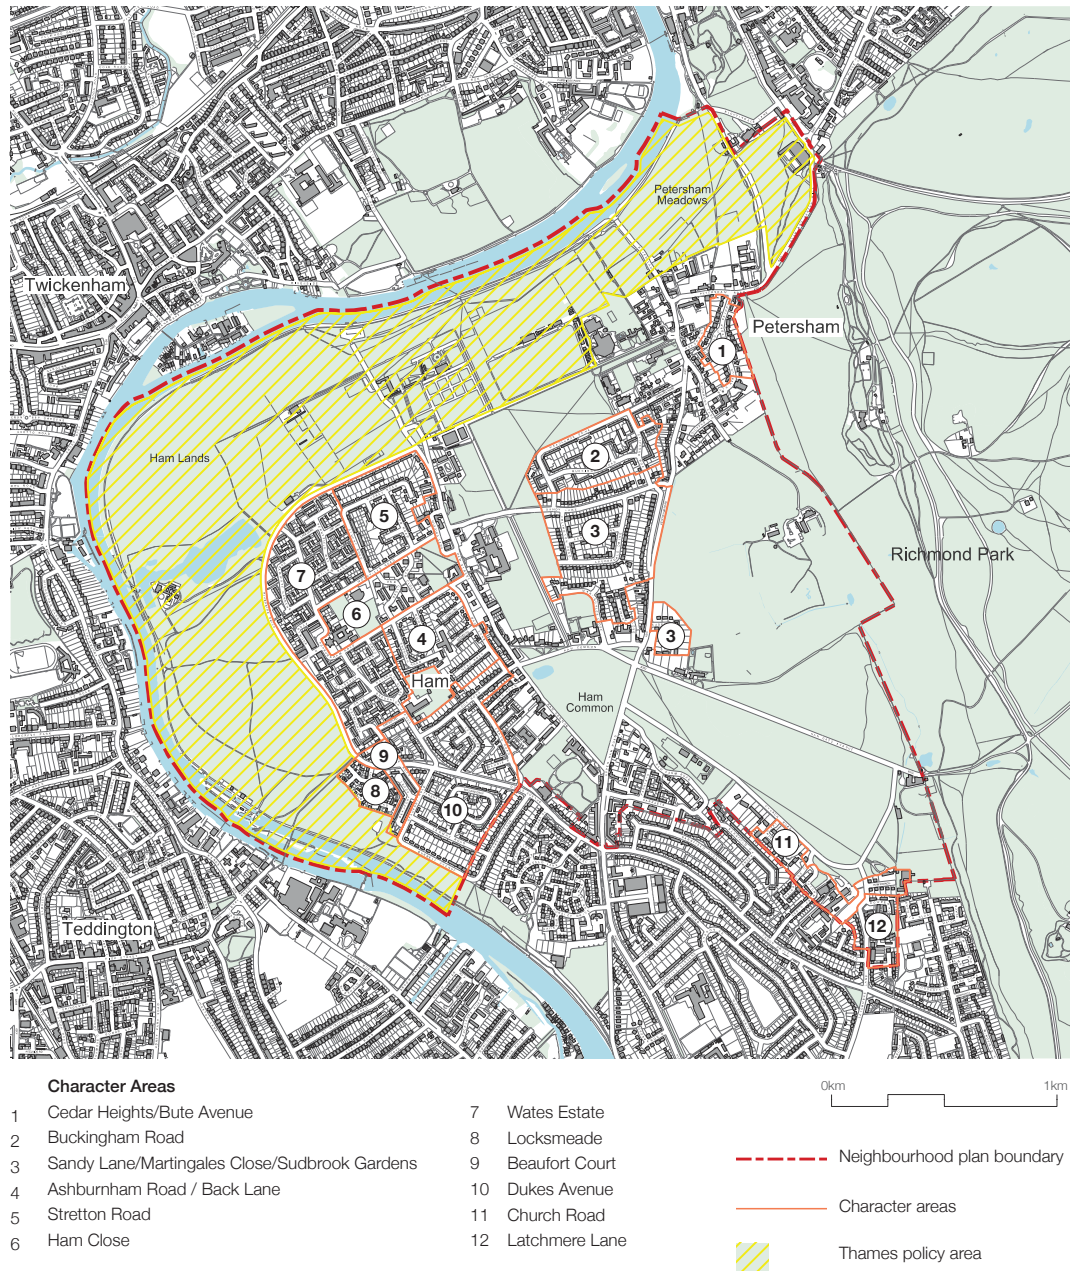 Petersham
Meadows
Twickenham
Petersham
1
2
Ham Lands
5
3
Richmond Park
7
6
4
3
Ham
Ham
Common
9
8
10
11
12
Teddington
Character Areas
1 Cedar Heights/Bute Avenue
2 Buckingham Road
3 Sandy Lane/Martingales Close/Sudbrook Gardens
4 Ashburnham Road / Back Lane
5 Stretton Road
6 Ham Close
7 Wates Estate
8 Locksmeade
9 Beaufort Court
10 Dukes Avenue
11 Church Road
12 Latchmere Lane
0km 1km
Neighbourhood plan boundary
Character areas
Thames policy area